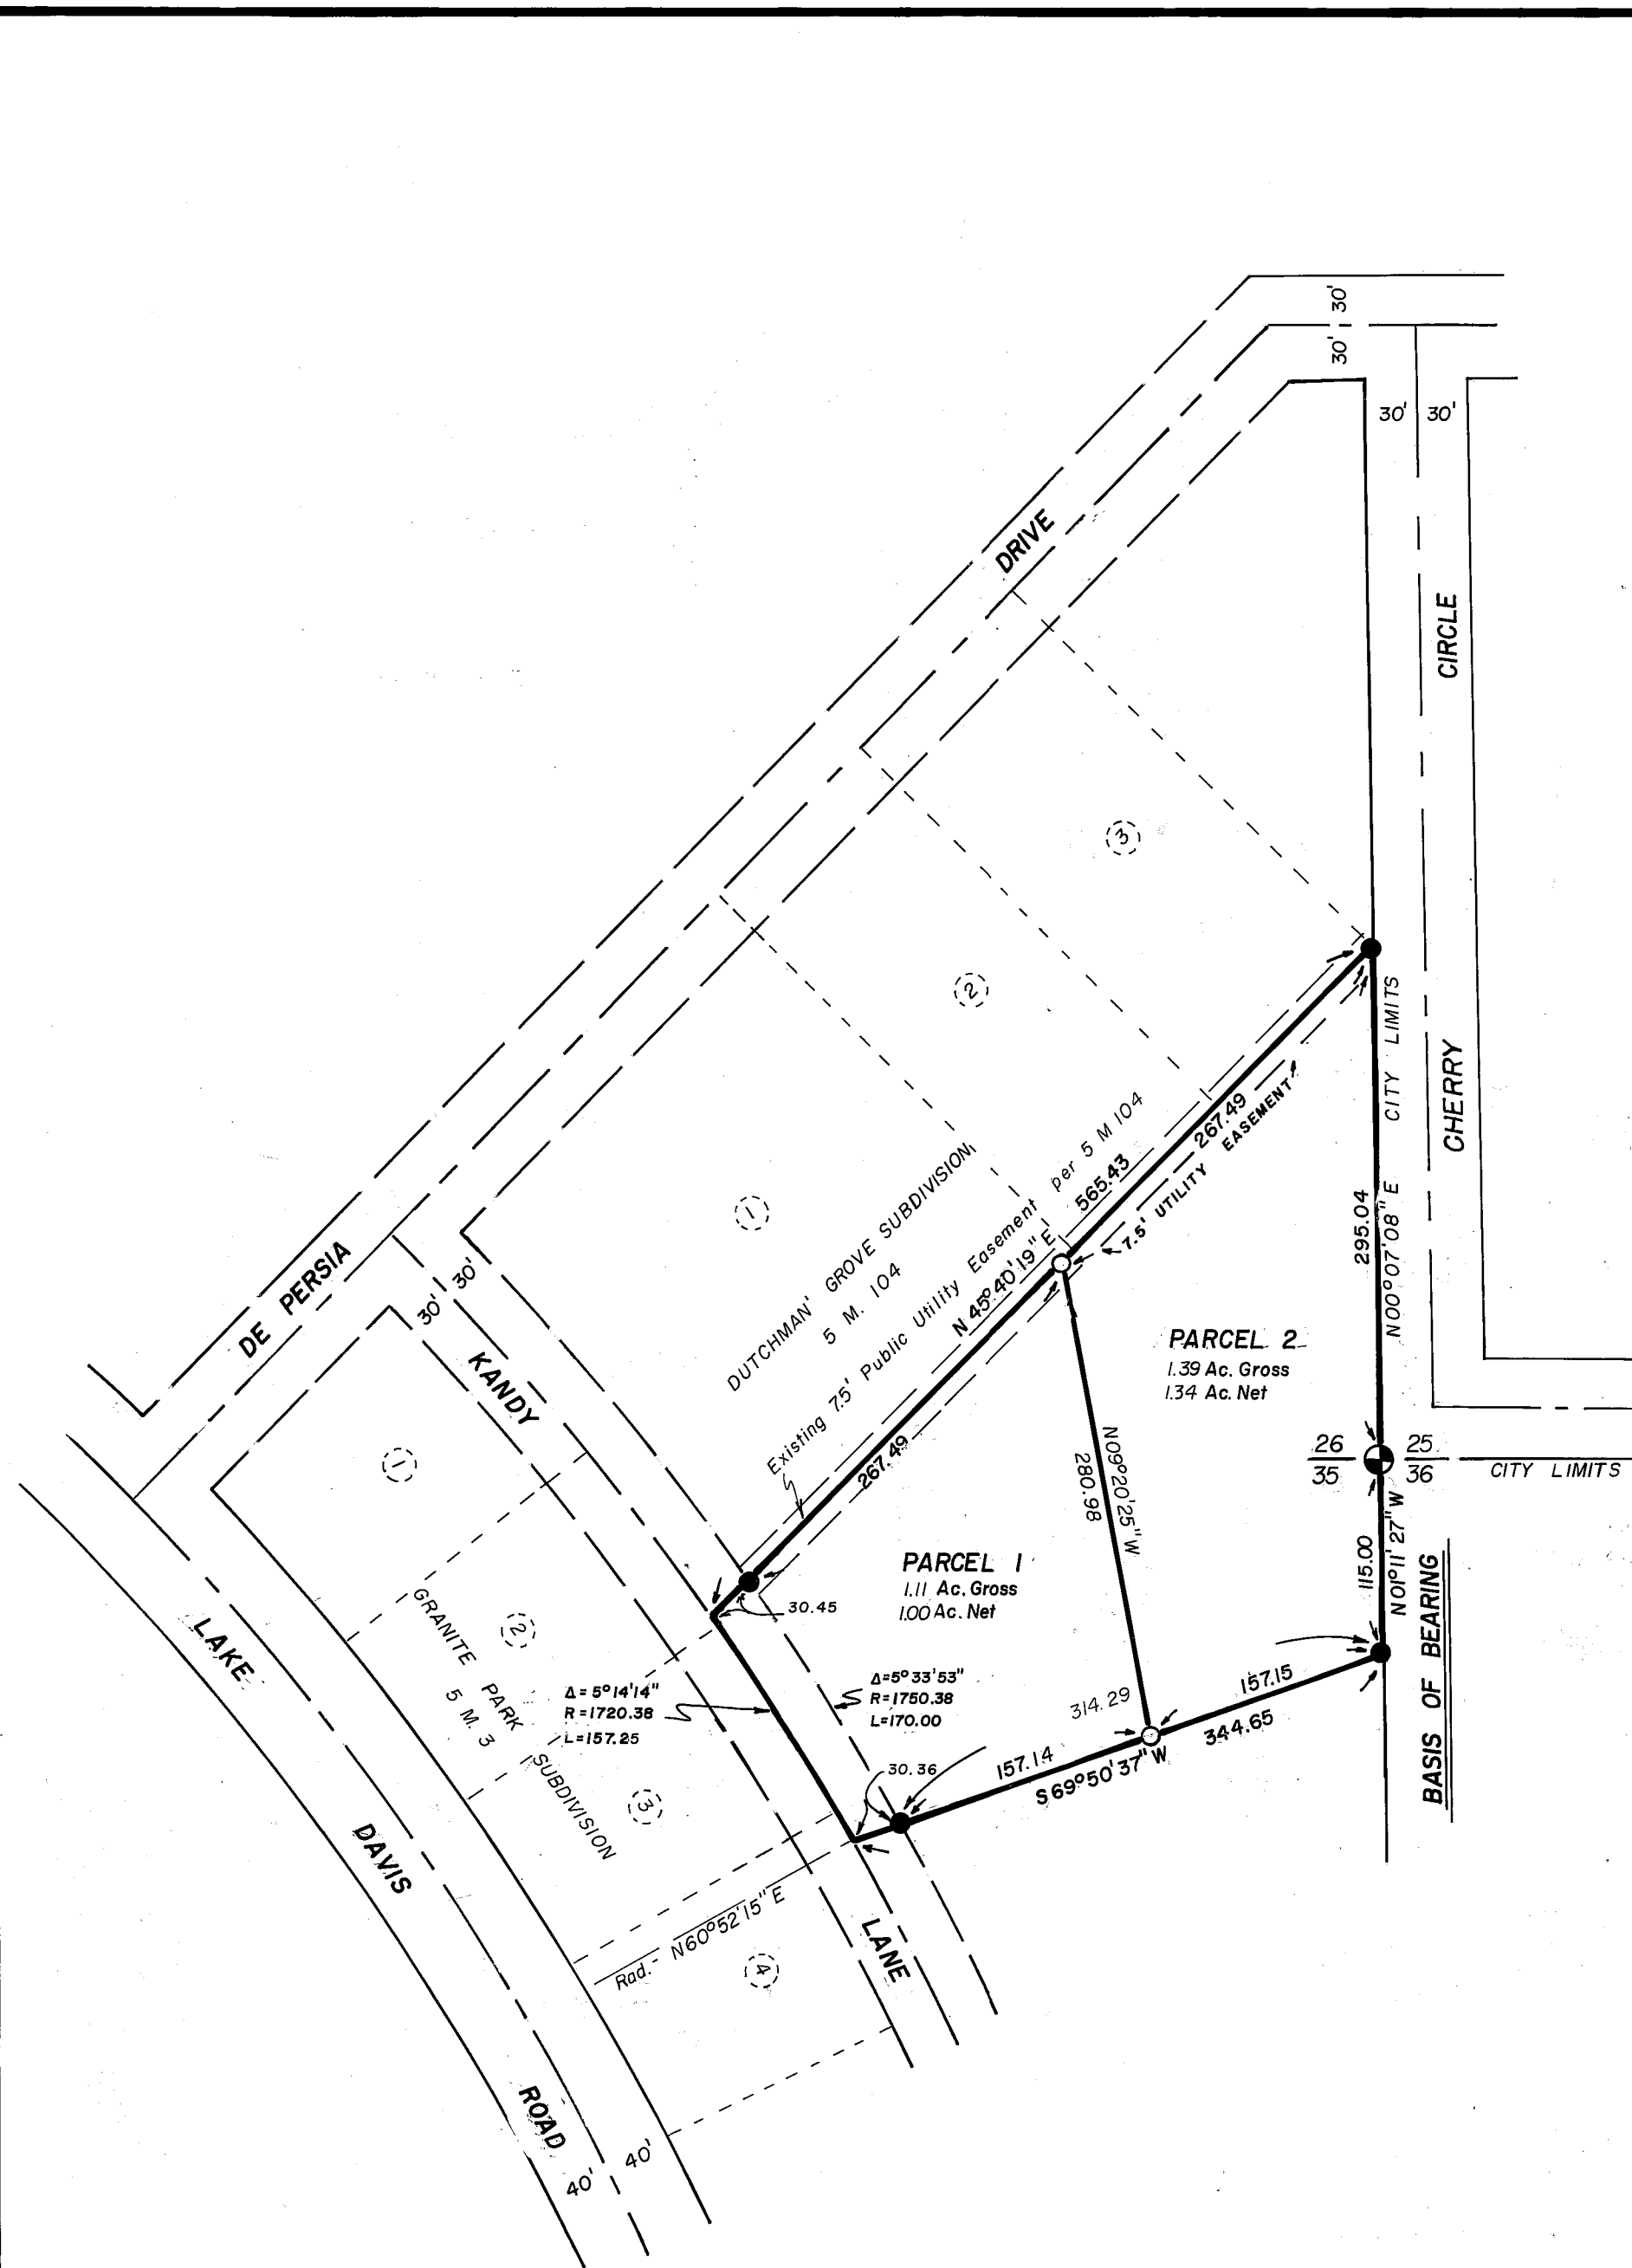 30'
30'
30'
30'
DRIVE
CIRCLE
3
2
CITY LIMITS
CHERRY
1
DUTCHMAN' GROVE SUBDIVISION
5 M. 104
Existing 7.5' Public Utility Easement per 5 M 104
N 45°40'19" E 565.43
267.49
7.5' UTILITY EASEMENT
295.04
N00°07'08" E
DE PERSIA
30'
30'
KANDY
267.49
PARCEL 2
1.39 Ac. Gross
1.34 Ac. Net
N09°20'25" W
280.98
26
35
25
36
CITY LIMITS
115.00
N01°11'27" W
BASIS OF BEARING
1
PARCEL 1
1.11 Ac. Gross
1.00 Ac. Net
30.45
LAKE
GRANITE PARK SUBDIVISION
5 M. 3
2
Δ=5°14'14"
R=1720.38
L=157.25
Δ=5°33'53"
R=1750.38
L=170.00
314.29
157.15
344.65
157.14
S69°50'37" W
30.36
3
DAVIS
Rad. - N60°52'15" E
4
LANE
ROAD
40'
40'